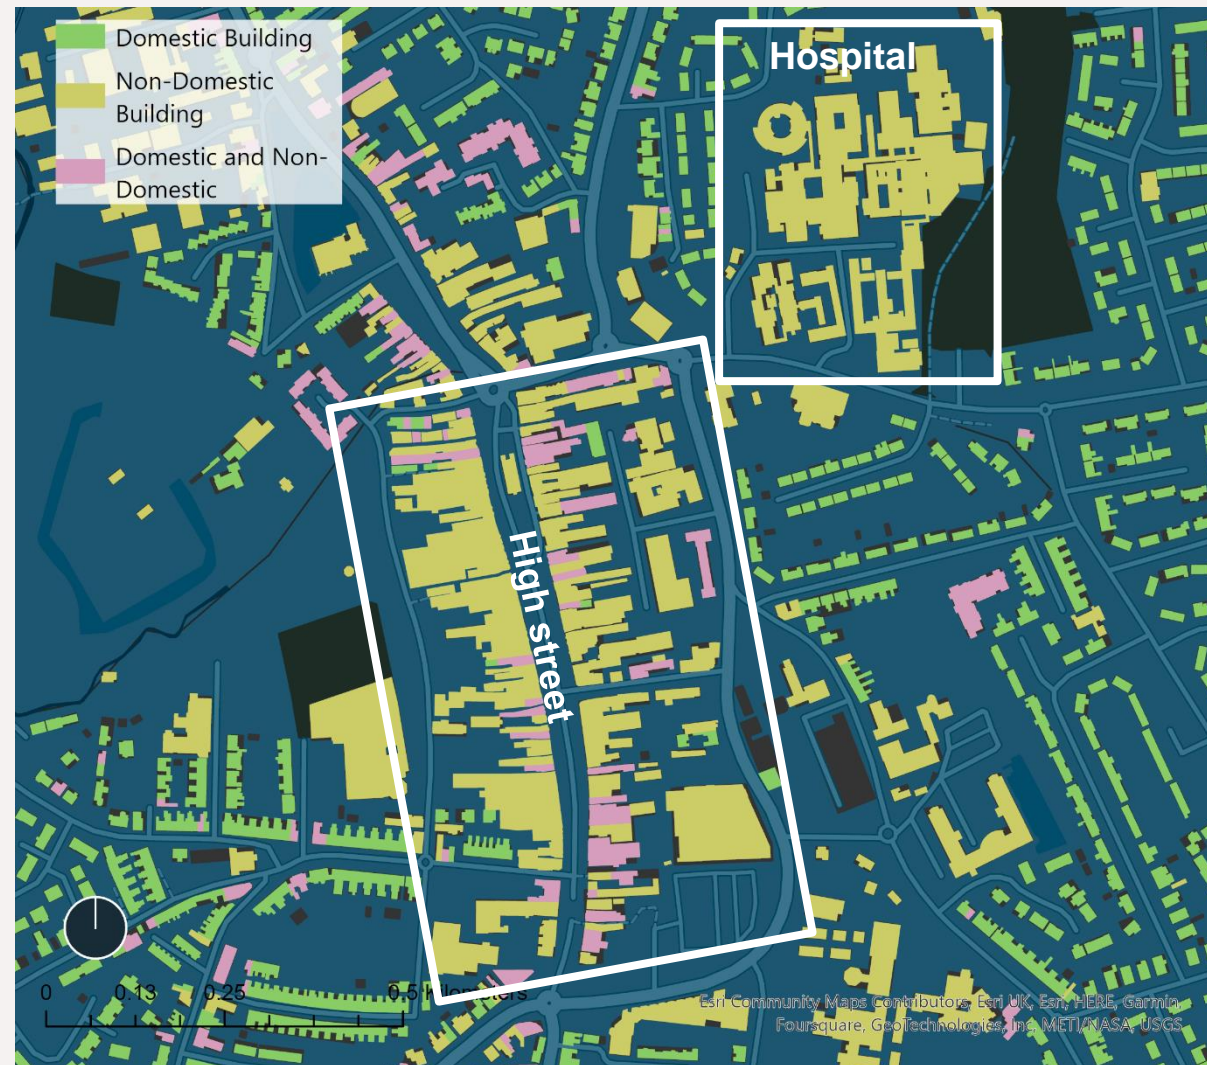 Domestic Building
Non-Domestic
Building
Domestic and Non-
Domestic
Hospital
High street
0 0.13 0.25 0.5 Kilometers
Esri Community Maps Contributors, Esri UK, Esri, HERE, Garmin,
Foursquare, GeoTechnologies, Inc, METI/NASA, USGS